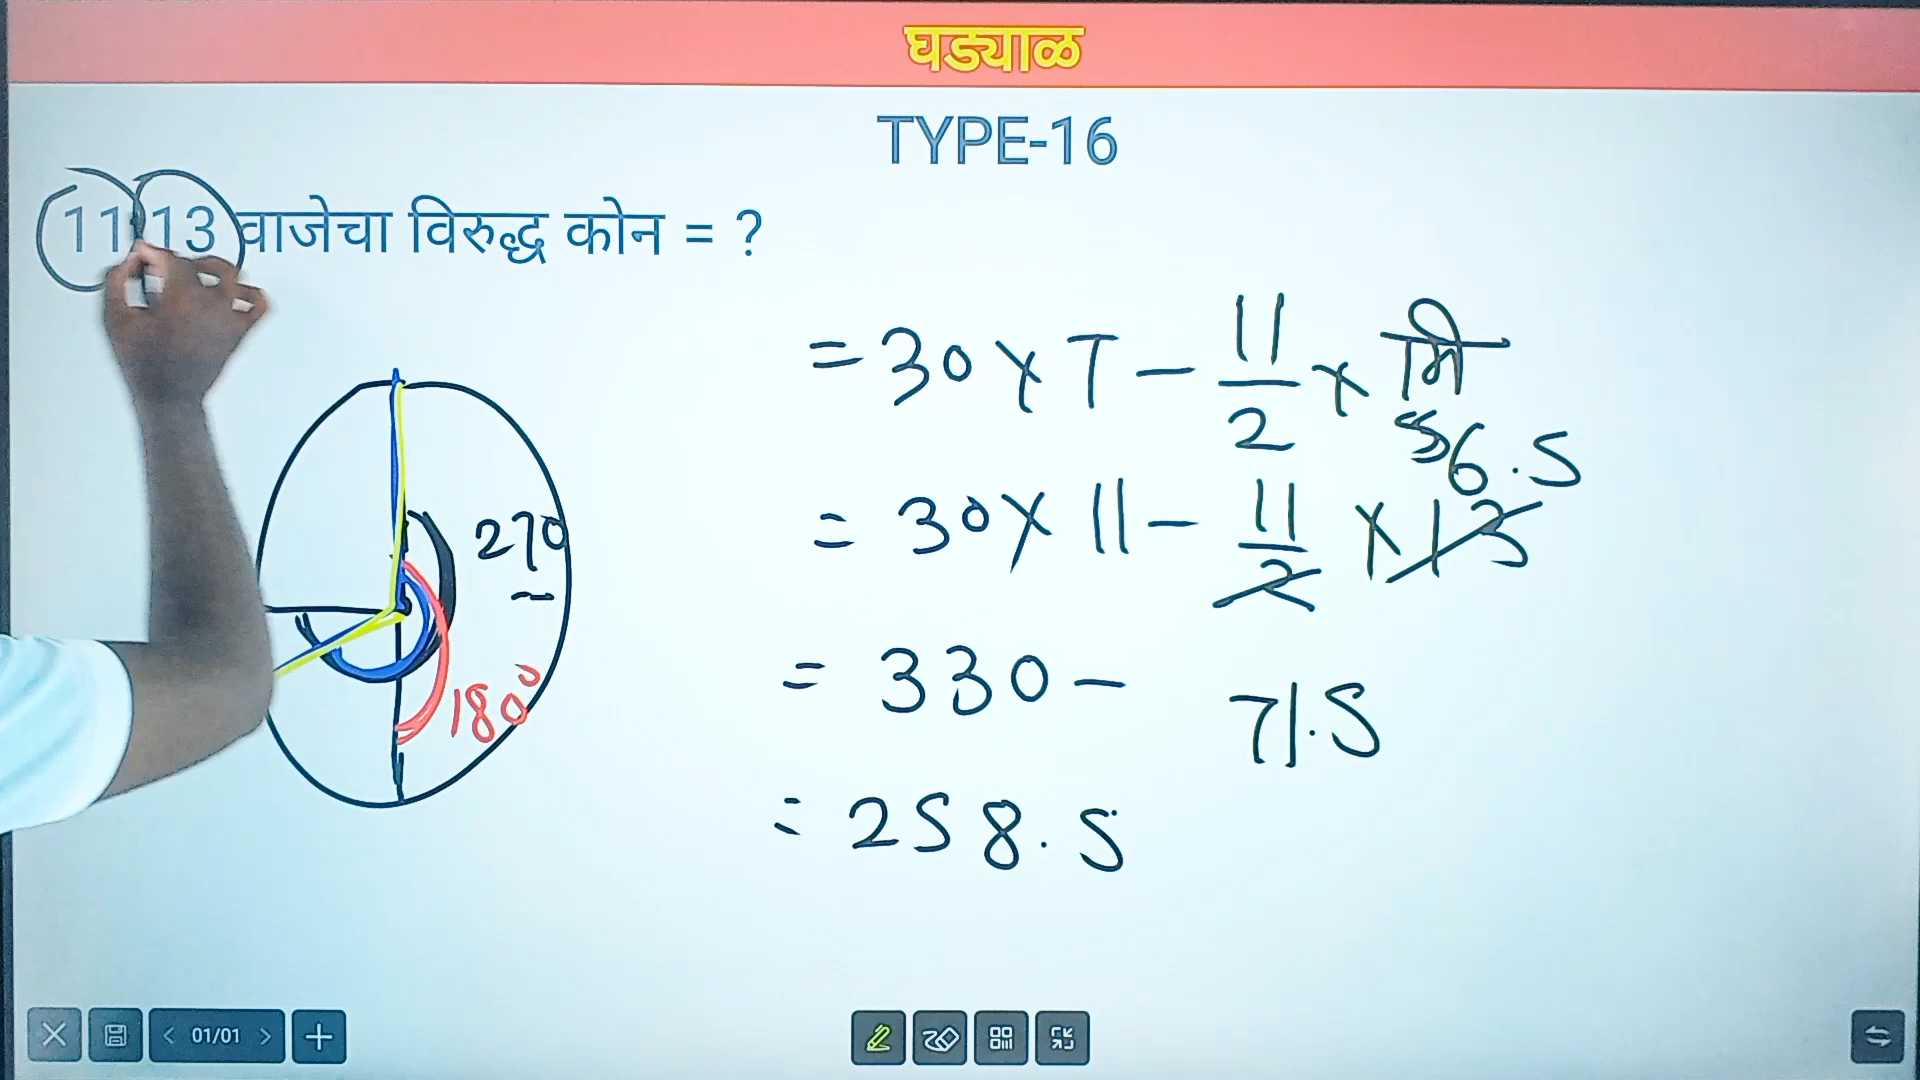 घड्याळ
TYPE-16
11:13 वाजेचा विरुद्ध कोन = ?
= 30 x T - 11/2 x मि
56.5
= 30 x 11 - 11/2 x 13
270
= 330 - 71.5
180°
= 258.5
01/01